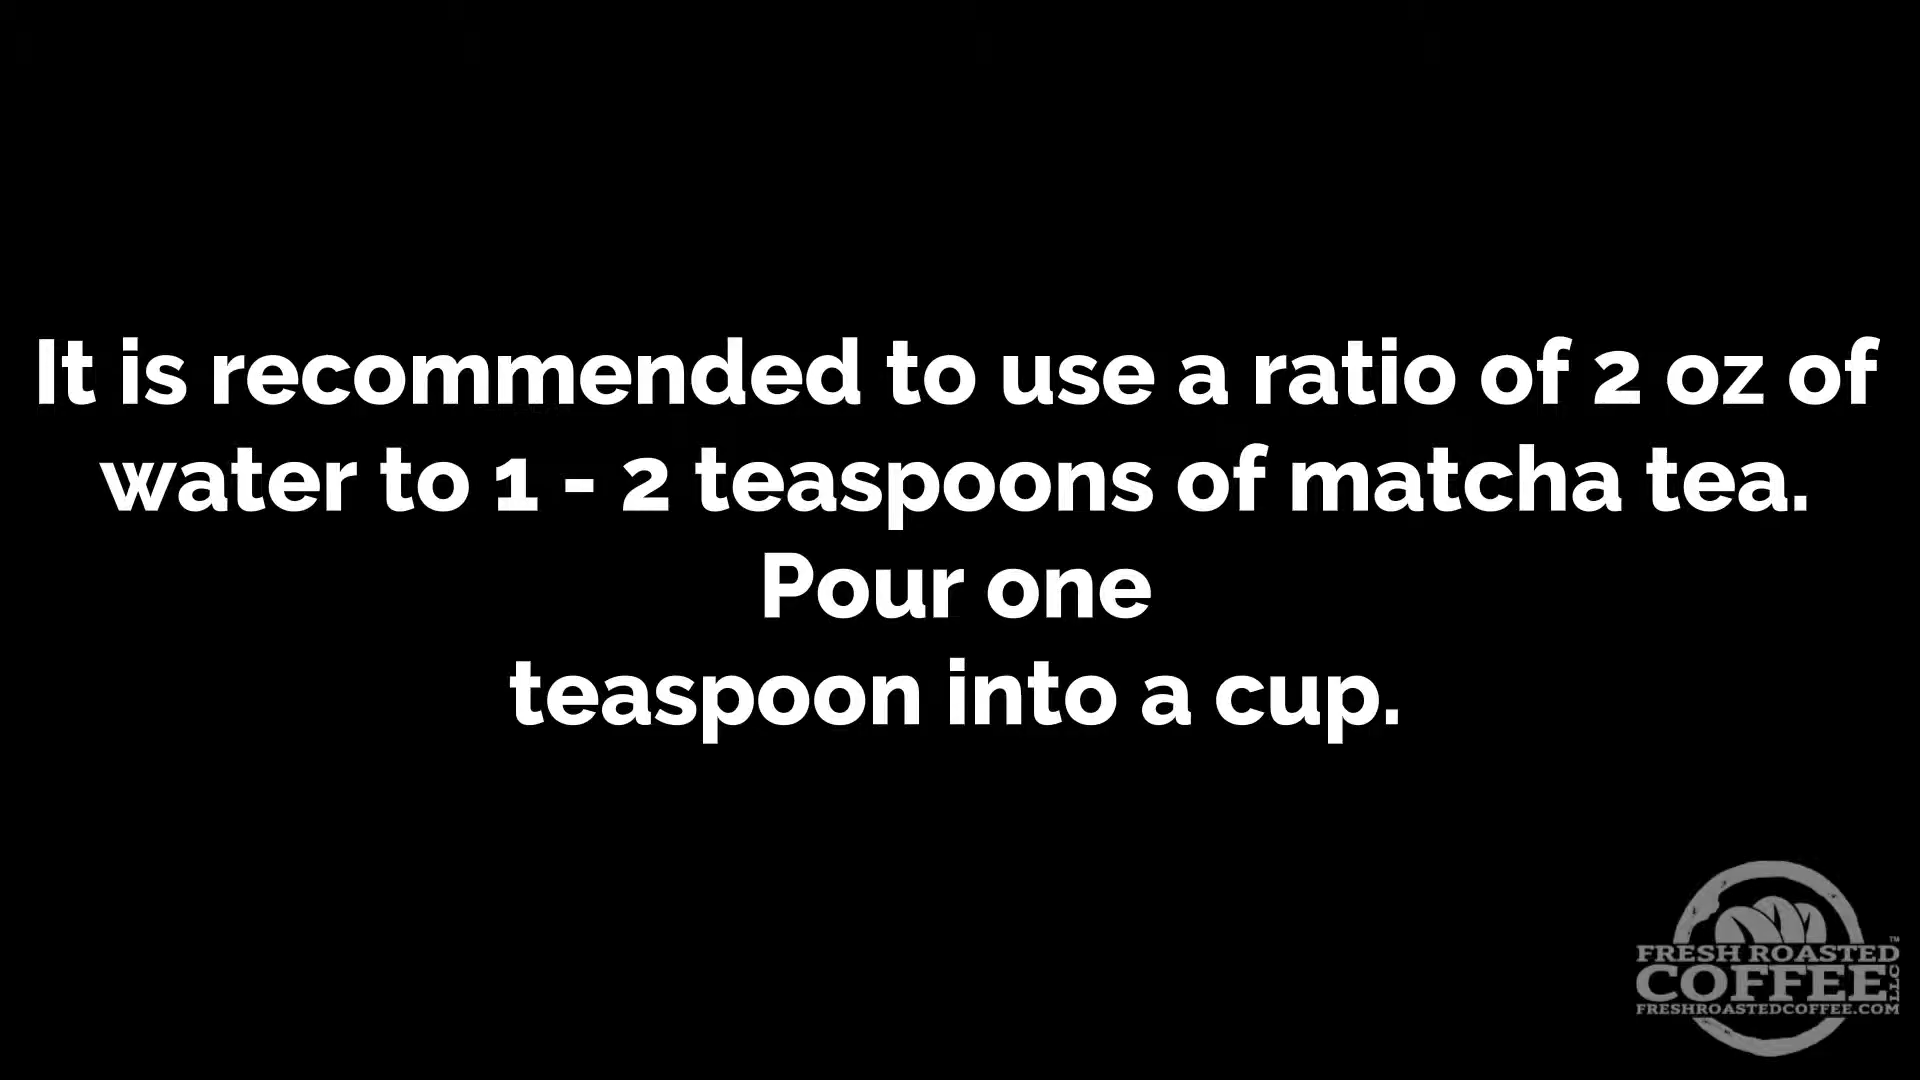 It is recommended to use a ratio of 2 oz of
water to 1 - 2 teaspoons of matcha tea.
Pour one
teaspoon into a cup.
FRESH ROASTED™
COFFEE LLC
FRESHROASTEDCOFFEE.COM